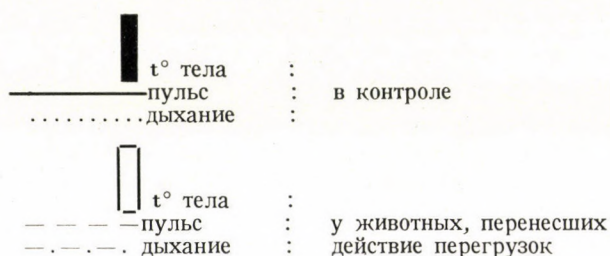 t° тела :
пульс : в контроле
дыхание :
t° тела :
пульс : у животных, перенесших
дыхание : действие перегрузок